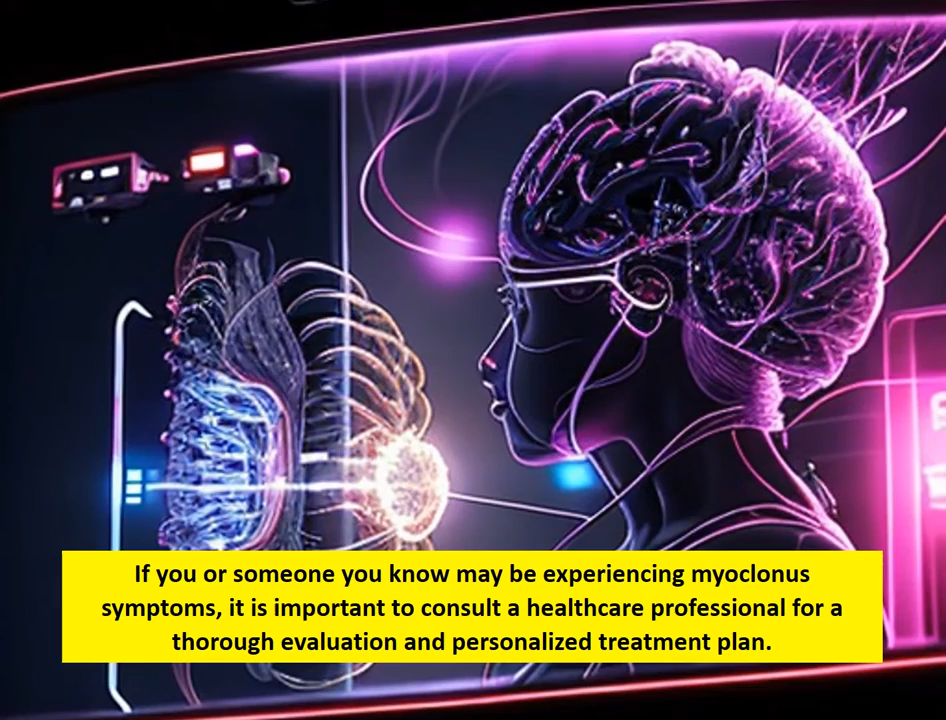 If you or someone you know may be experiencing myoclonus
symptoms, it is important to consult a healthcare professional for a
thorough evaluation and personalized treatment plan.